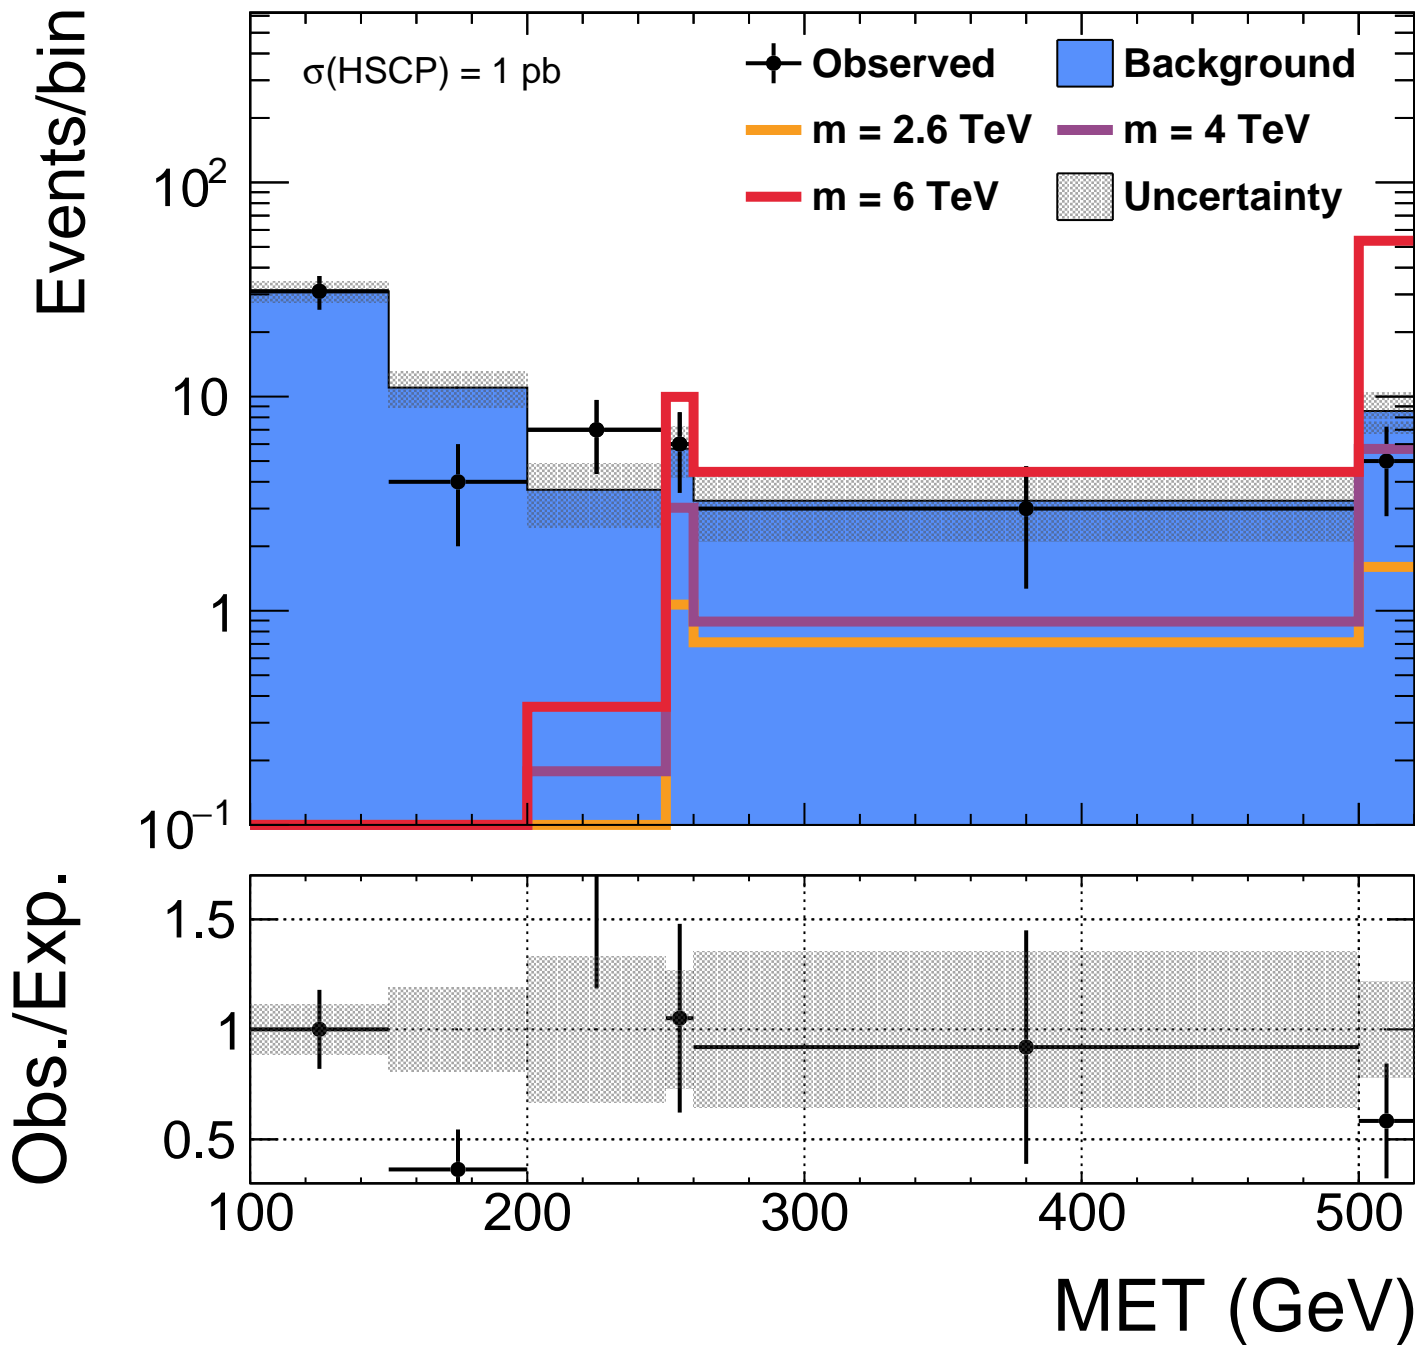 Events/bin
σ(HSCP) = 1 pb
Observed
Background
m = 2.6 TeV
m = 4 TeV
m = 6 TeV
Uncertainty
10²
10
1
10⁻¹
Obs./Exp.
1.5
1
0.5
100 200 300 400 500
MET (GeV)